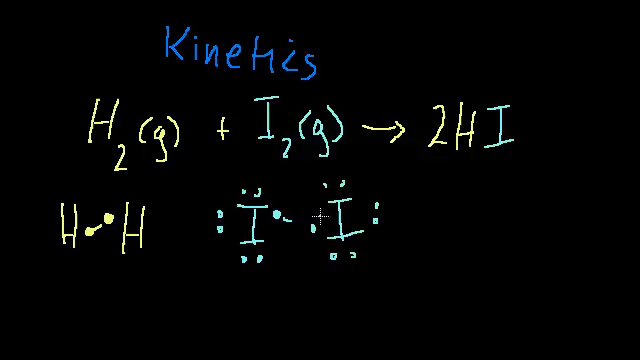 Kinetics
H₂(g) + I₂(g) → 2HI
H H I I